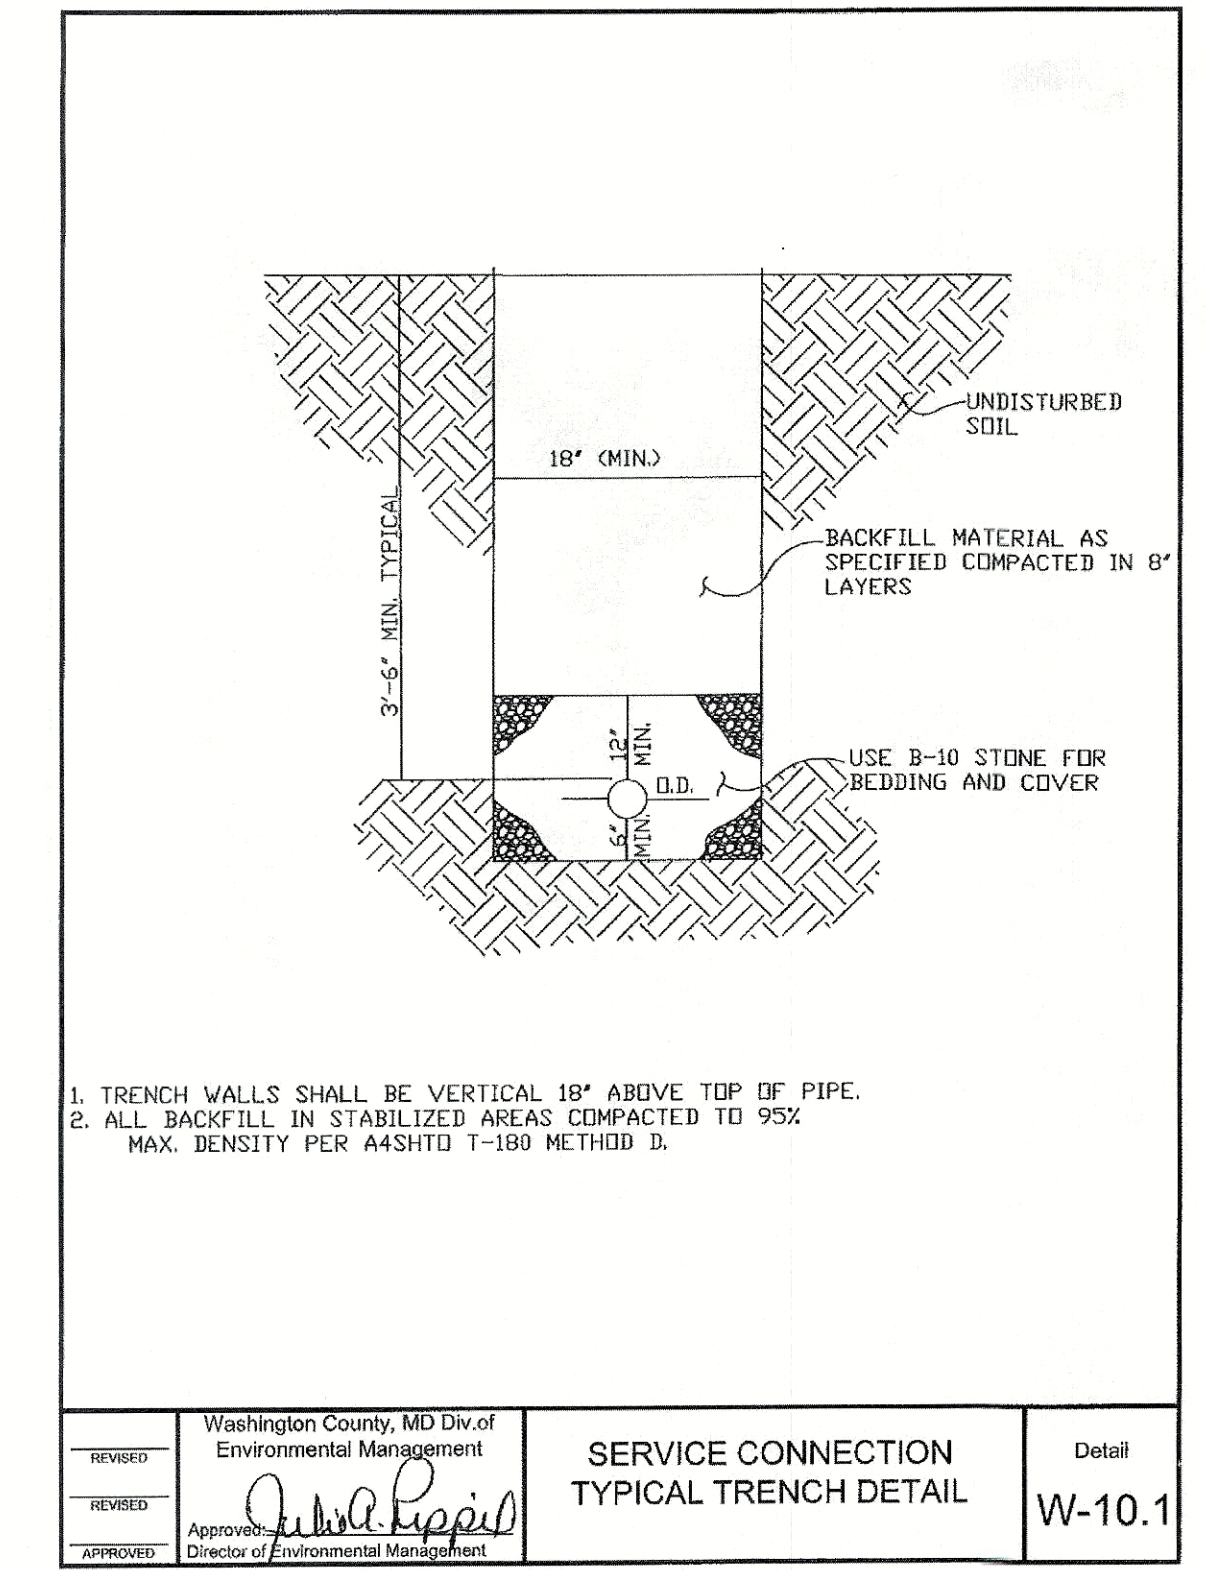 UNDISTURBED
SOIL
18" (MIN.)
BACKFILL MATERIAL AS
SPECIFIED COMPACTED IN 8"
LAYERS
3'-6" MIN. TYPICAL
12"
MIN.
USE B-10 STONE FOR
BEDDING AND COVER
O.D.
6"
MIN.
1. TRENCH WALLS SHALL BE VERTICAL 18" ABOVE TOP OF PIPE.
2. ALL BACKFILL IN STABILIZED AREAS COMPACTED TO 95%
MAX. DENSITY PER A4SHTO T-180 METHOD D.
REVISED
REVISED
APPROVED
Washington County, MD Div.of
Environmental Management
Approved:
Director of Environmental Management
SERVICE CONNECTION
TYPICAL TRENCH DETAIL
Detail
W-10.1